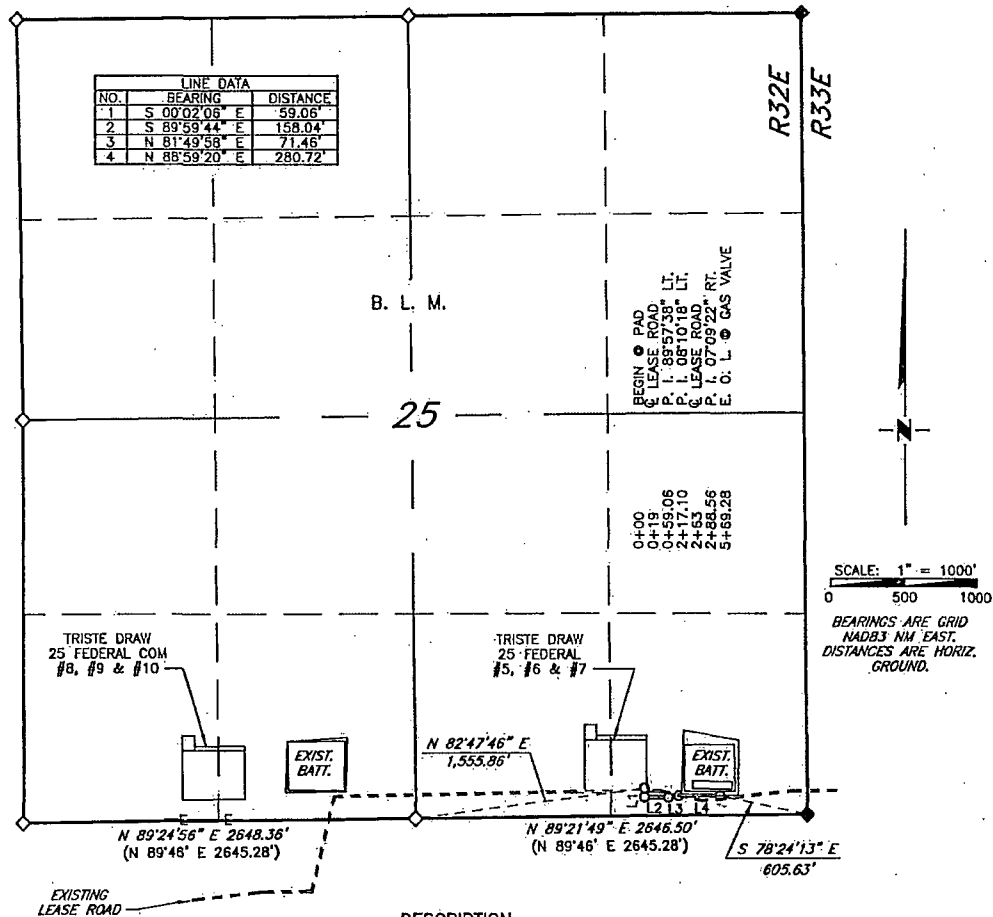 R32E
R33E
LINE DATA
NO. BEARING DISTANCE
1 S 00°02'06" E 59.06'
2 S 89°59'44" E 158.04'
3 N 81°49'58" E 71.46'
4 N 88°59'20" E 280.72'
B. L. M.
BEGIN @ PAD
℄ LEASE ROAD
P. I. 89°57'38" LT.
P. I. 08°10'18" LT.
℄ LEASE ROAD
P. I. 07°09'22" RT.
E. O. L. @ GAS VALVE
25
N
0+00
0+19
0+59.06
2+17.10
2+63
2+88.56
5+69.28
SCALE: 1" = 1000'
0 500 1000
BEARINGS ARE GRID
NAD83 NM EAST.
DISTANCES ARE HORIZ.
GROUND.
TRISTE DRAW
25 FEDERAL COM
#8, #9 & #10
TRISTE DRAW
25 FEDERAL
#5, #6 & #7
EXIST.
BATT.
N 82°47'46" E
1,555.86'
EXIST.
BATT.
L1
L2 L3 L4
E E
N 89°24'56" E 2648.36'
(N 89°46' E 2645.28')
N 89°21'49" E 2646.50'
(N 89°46' E 2645.28')
S 78°24'13" E
605.63'
EXISTING
LEASE ROAD
DESCRIPTION